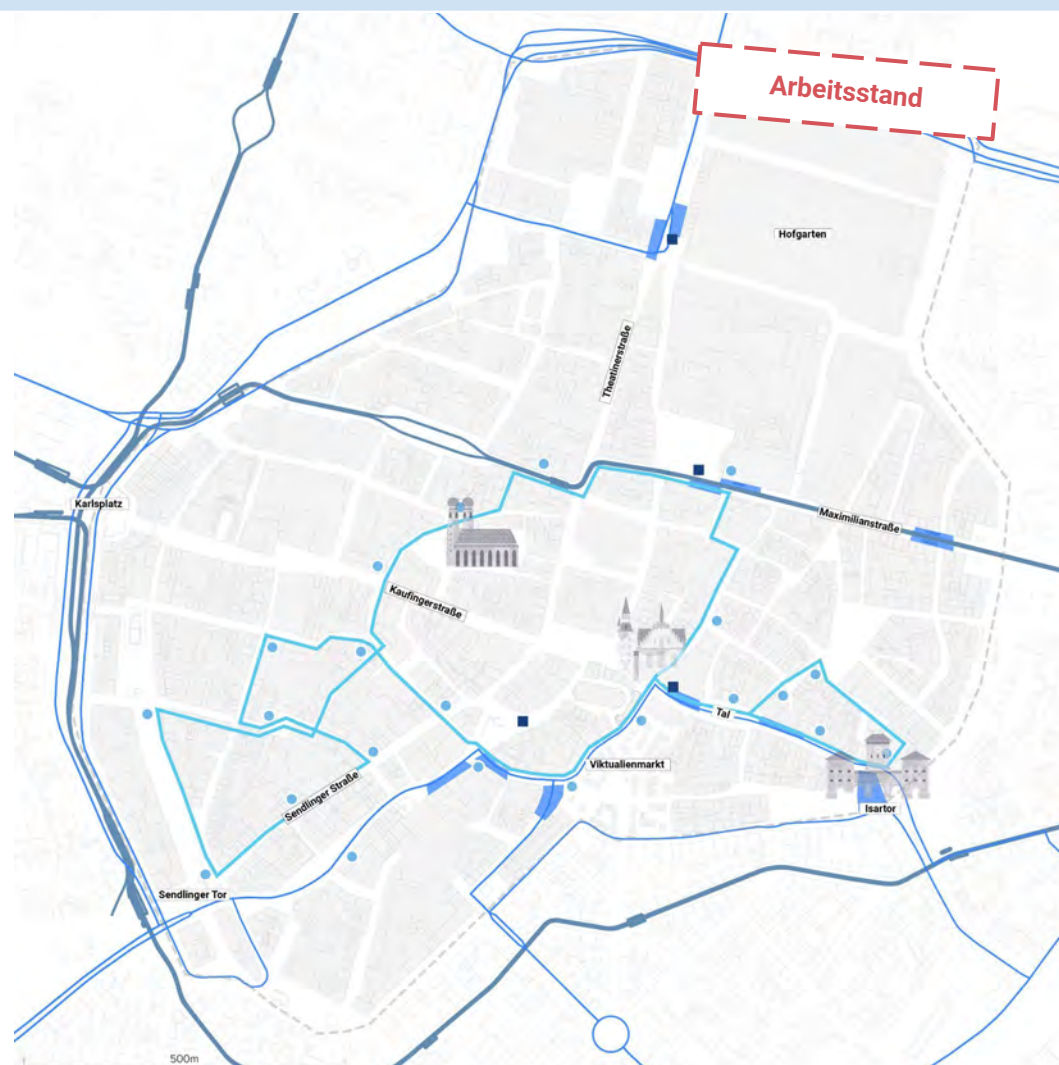 Arbeitsstand
Hofgarten
Theatinerstraße
Karlsplatz
Maximilianstraße
Kaufingerstraße
Tal
Viktualienmarkt
Sendlinger Straße
Isartor
Sendlinger Tor
500m